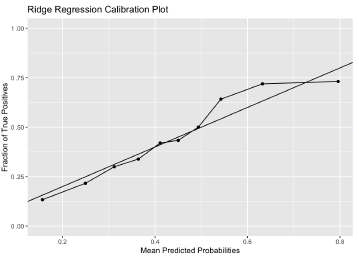 Ridge Regression Calibration Plot
1.00
0.75
0.50
0.25
0.00
Fraction of True Positives
0.2 0.4 0.6 0.8
Mean Predicted Probabilities